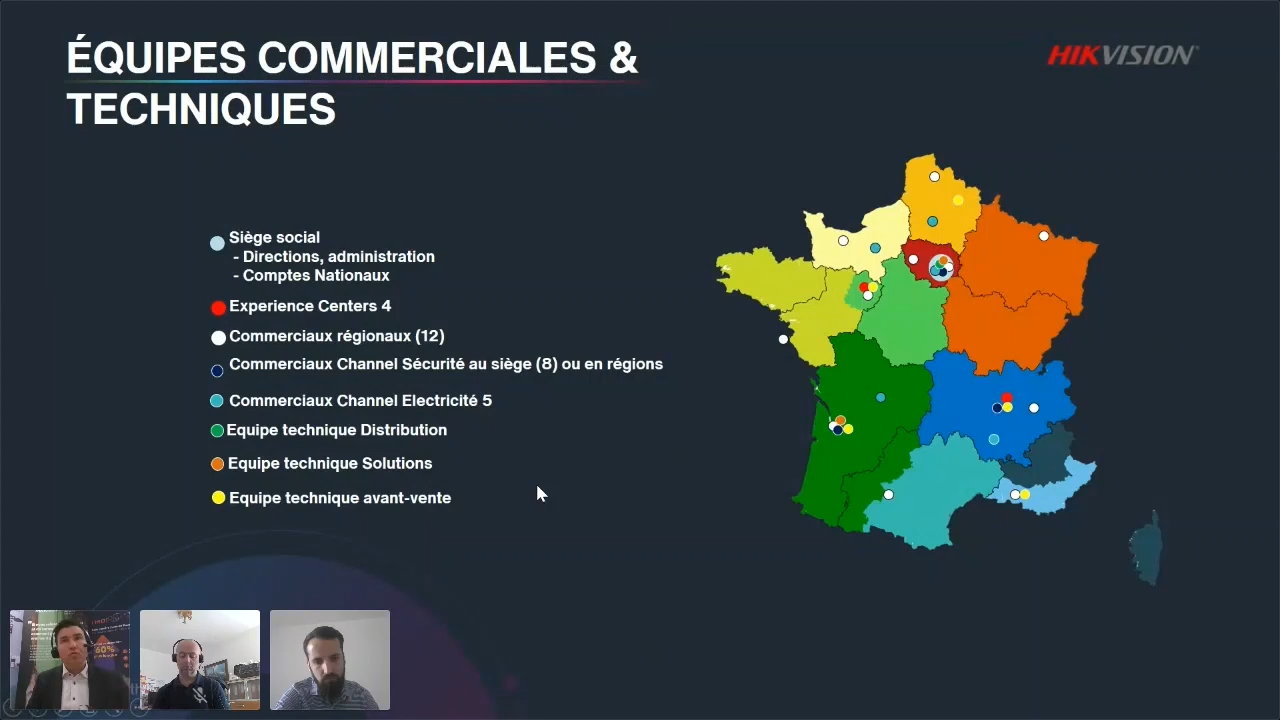 ÉQUIPES COMMERCIALES &
TECHNIQUES
HIKVISION
Siège social
- Directions, administration
- Comptes Nationaux
Experience Centers 4
Commerciaux régionaux (12)
Commerciaux Channel Sécurité au siège (8) ou en régions
Commerciaux Channel Electricité 5
Equipe technique Distribution
Equipe technique Solutions
Equipe technique avant-vente
60%